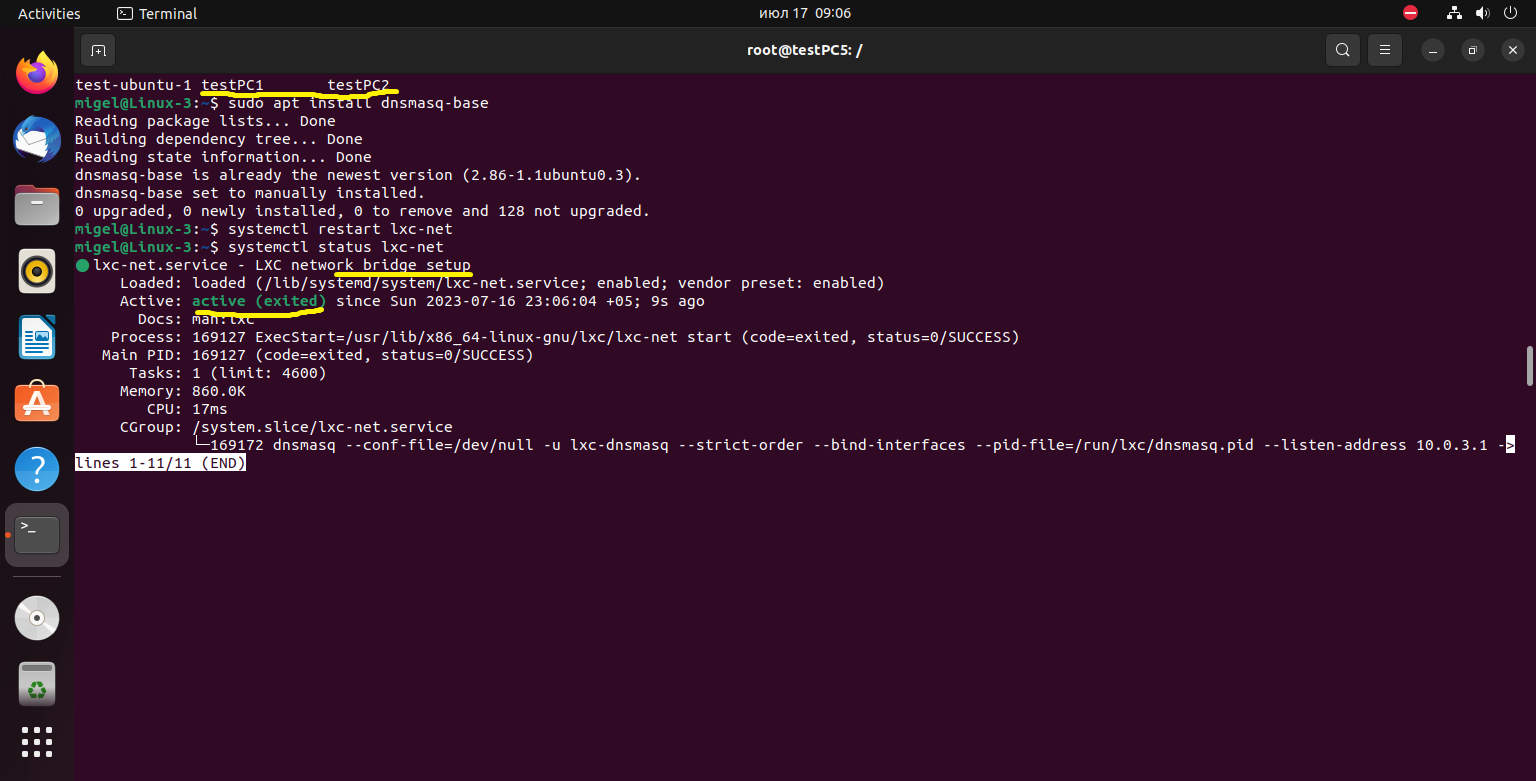 Activities Terminal июл 17 09:06
root@testPC5: /
test-ubuntu-1 testPC1 testPC2
migel@Linux-3:~$ sudo apt install dnsmasq-base
Reading package lists... Done
Building dependency tree... Done
Reading state information... Done
dnsmasq-base is already the newest version (2.86-1.1ubuntu0.3).
dnsmasq-base set to manually installed.
0 upgraded, 0 newly installed, 0 to remove and 128 not upgraded.
migel@Linux-3:~$ systemctl restart lxc-net
migel@Linux-3:~$ systemctl status lxc-net
● lxc-net.service - LXC network bridge setup
Loaded: loaded (/lib/systemd/system/lxc-net.service; enabled; vendor preset: enabled)
Active: active (exited) since Sun 2023-07-16 23:06:04 +05; 9s ago
Docs: man:lxc
Process: 169127 ExecStart=/usr/lib/x86_64-linux-gnu/lxc/lxc-net start (code=exited, status=0/SUCCESS)
Main PID: 169127 (code=exited, status=0/SUCCESS)
Tasks: 1 (limit: 4600)
Memory: 860.0K
CPU: 17ms
CGroup: /system.slice/lxc-net.service
└─169172 dnsmasq --conf-file=/dev/null -u lxc-dnsmasq --strict-order --bind-interfaces --pid-file=/run/lxc/dnsmasq.pid --listen-address 10.0.3.1 ->
lines 1-11/11 (END)